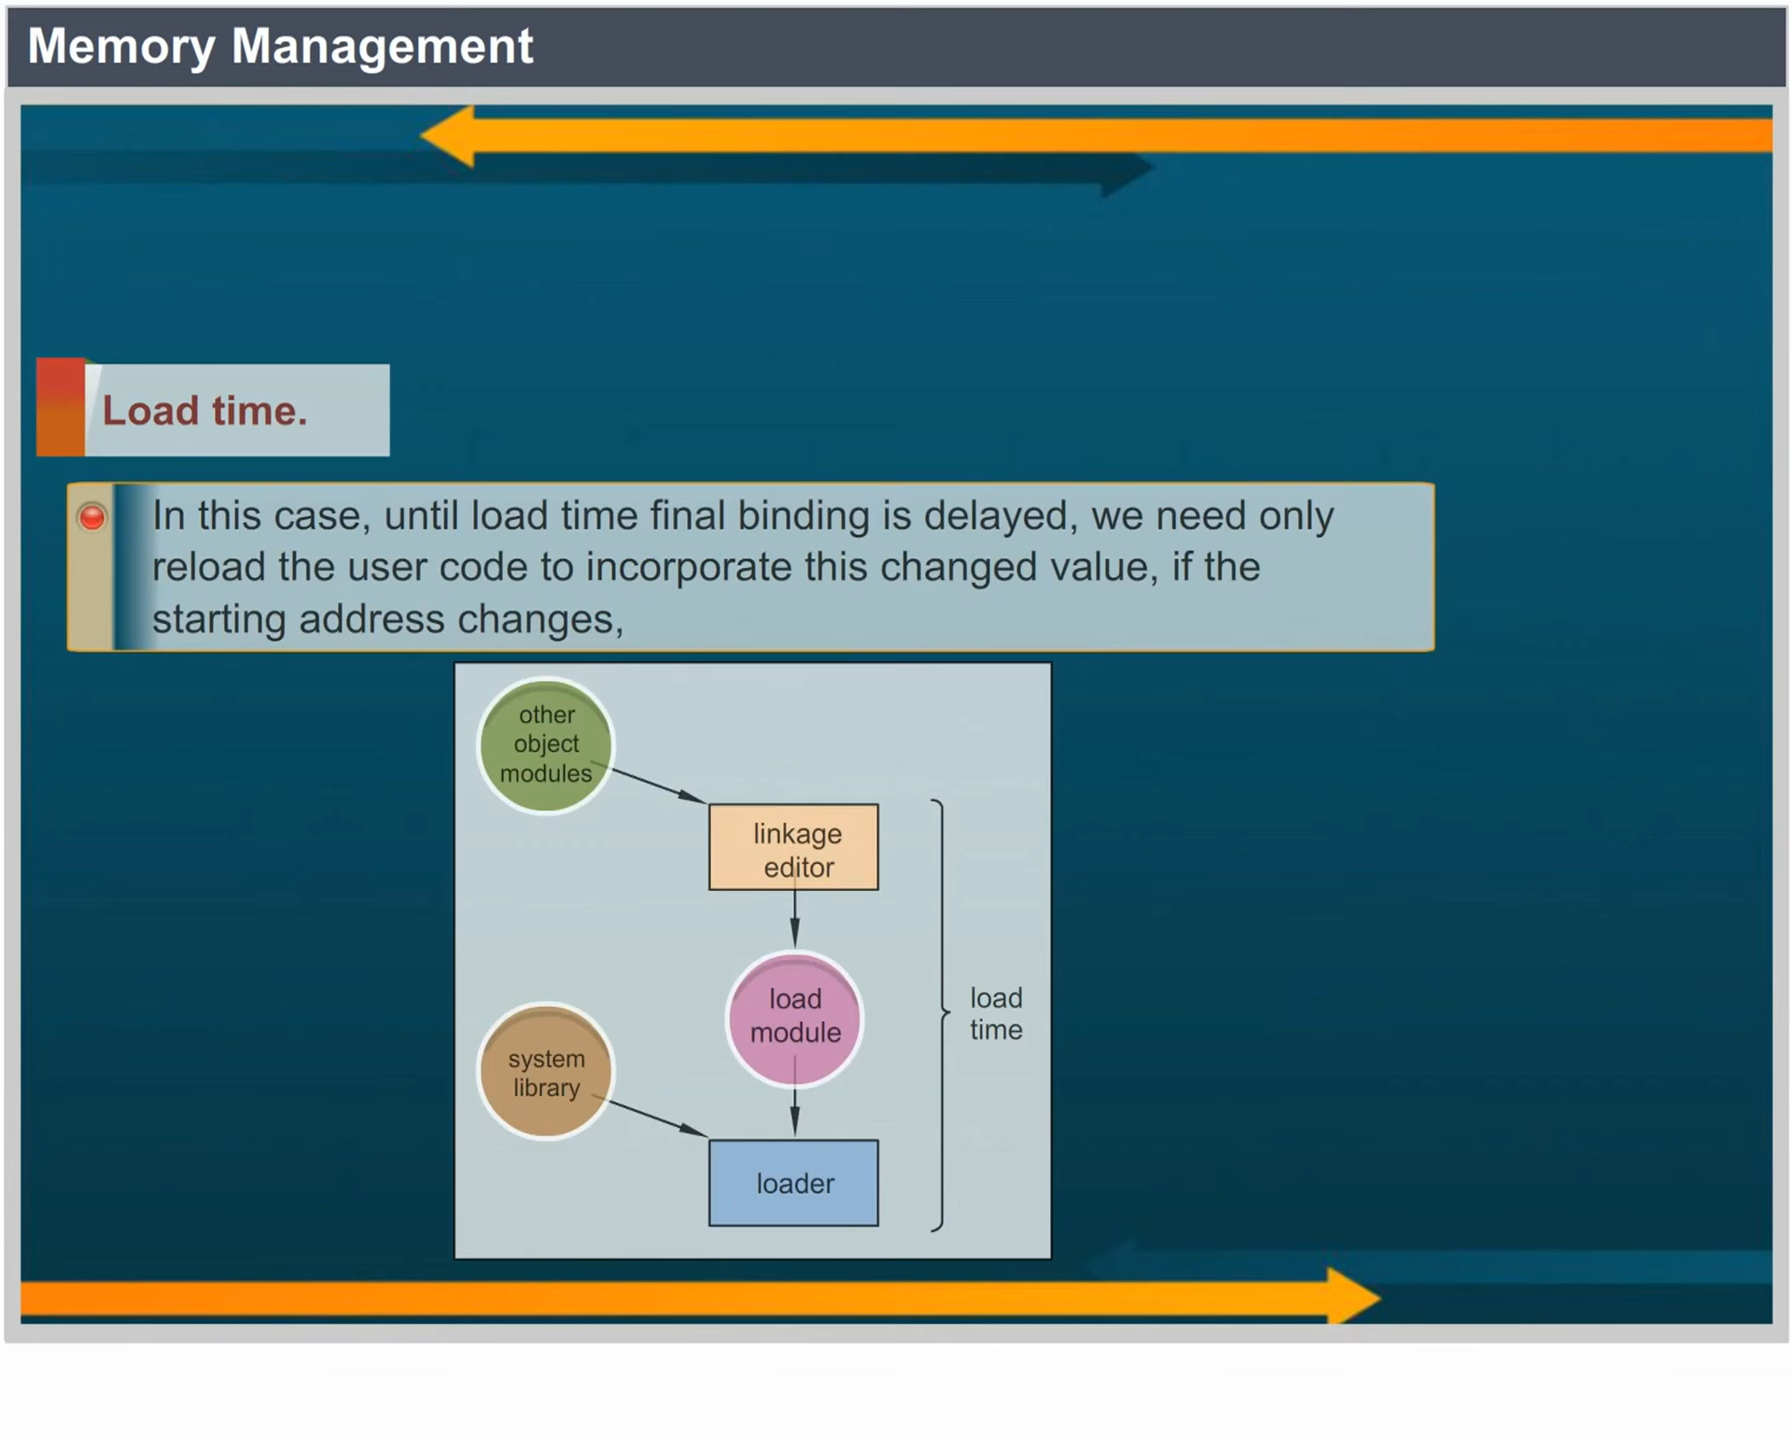 Memory Management
Load time.
In this case, until load time final binding is delayed, we need only
reload the user code to incorporate this changed value, if the
starting address changes,
other
object
modules
linkage
editor
load
module
load
time
system
library
loader